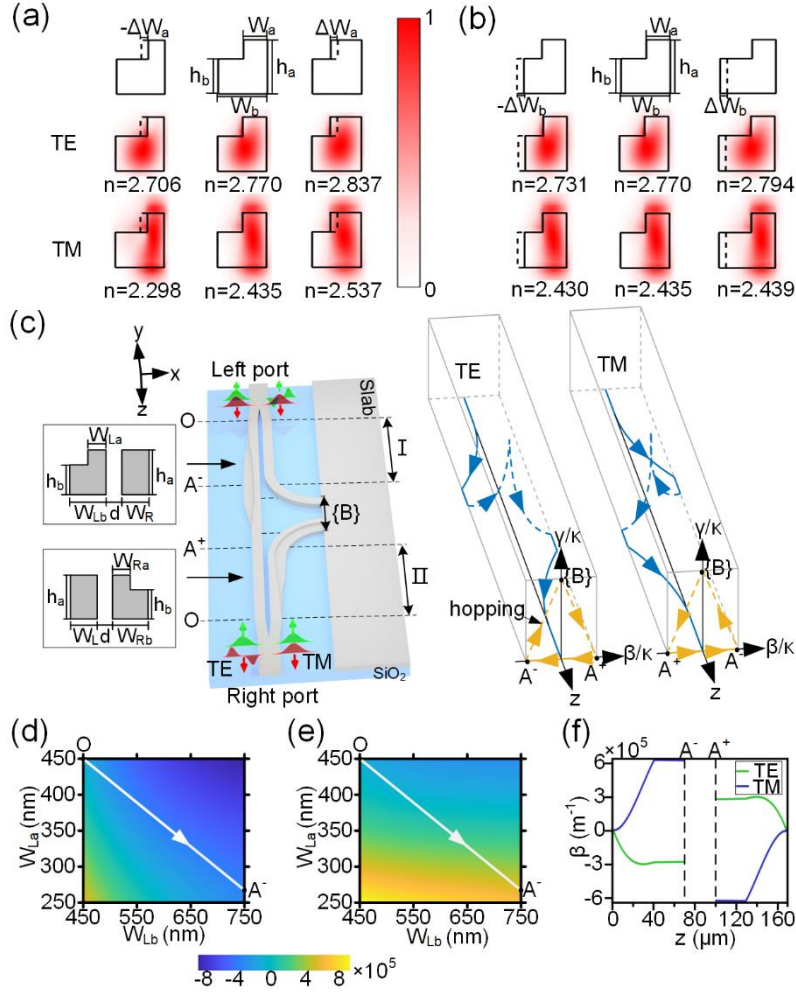 (a)
-ΔWa
Wa
ΔWa
hb
ha
Wb
TE
n=2.706
n=2.770
n=2.837
TM
n=2.298
n=2.435
n=2.537
1
0
(b)
Wa
hb
ha
-ΔWb
Wb
ΔWb
n=2.731
n=2.770
n=2.794
n=2.430
n=2.435
n=2.439
(c)
y
x
z
Left port
Slab
O
I
A-
{B}
A+
II
O
TE
TM
SiO2
Right port
WLa
hb
ha
WLb
d
WR
WRa
ha
hb
WL
d
WRb
TE
TM
γ/κ
{B}
hopping
A-
A+
β/κ
z
γ/κ
{B}
A+
A-
β/κ
z
(d)
O
450
400
350
300
250
WLa (nm)
A-
450
550
650
750
WLb (nm)
(e)
O
450
400
350
300
250
WLa (nm)
A-
450
550
650
750
WLb (nm)
-8
-4
0
4
8
×10^5
(f)
×10^5
A-
A+
TE
TM
6
3
0
-3
-6
β (m-1)
0
40
80
120
160
z (μm)